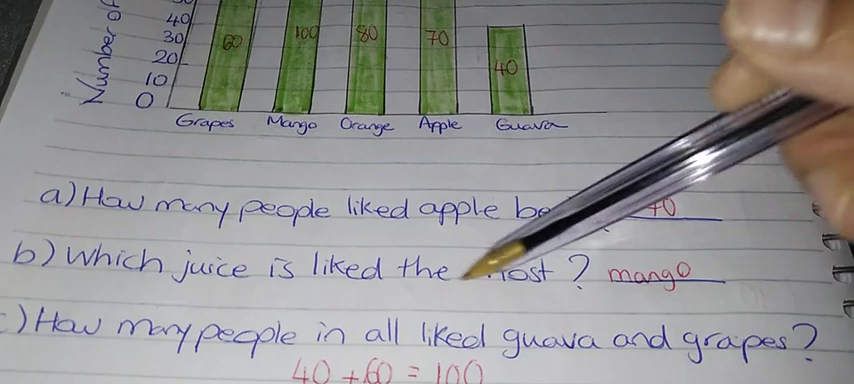 Number of
40
30
20
10
0
60 100 80 70 40
Grapes Mango Orange Apple Guava
a) How many people liked apple
b) Which juice is liked the ? mango
) How many people in all liked guava and grapes?
40 + 60 = 100